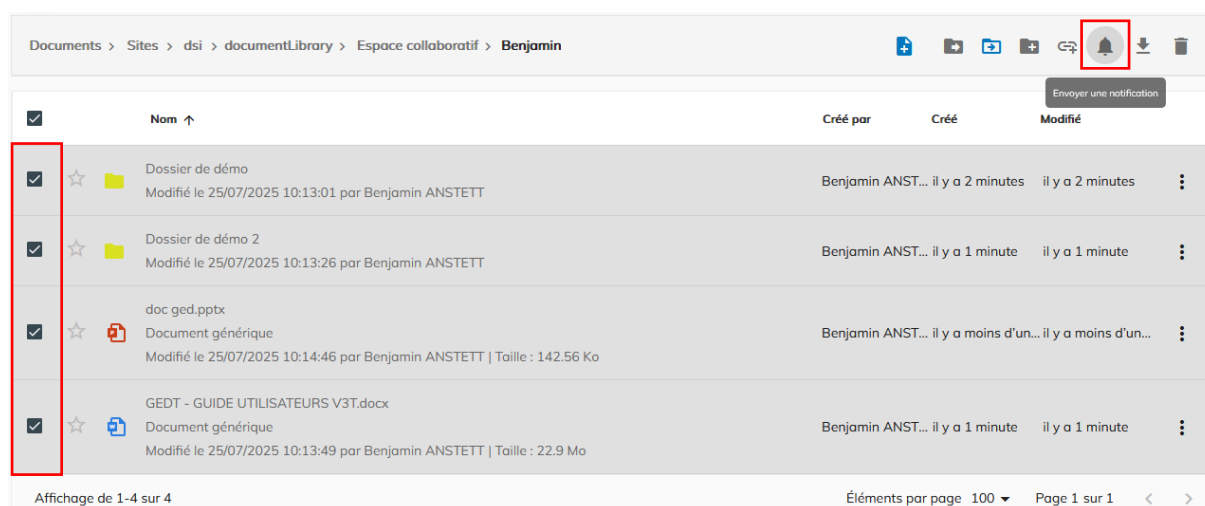 Documents > Sites > dsi > documentLibrary > Espace collaboratif > Benjamin
Envoyer une notification
Nom ↑ Créé par Créé Modifié
Dossier de démo
Modifié le 25/07/2025 10:13:01 par Benjamin ANSTETT
Benjamin ANST... il y a 2 minutes il y a 2 minutes
Dossier de démo 2
Modifié le 25/07/2025 10:13:26 par Benjamin ANSTETT
Benjamin ANST... il y a 1 minute il y a 1 minute
doc ged.pptx
Document générique
Modifié le 25/07/2025 10:14:46 par Benjamin ANSTETT | Taille : 142.56 Ko
Benjamin ANST... il y a moins d'un... il y a moins d'un...
GEDT - GUIDE UTILISATEURS V3T.docx
Document générique
Modifié le 25/07/2025 10:13:49 par Benjamin ANSTETT | Taille : 22.9 Mo
Benjamin ANST... il y a 1 minute il y a 1 minute
Affichage de 1-4 sur 4 Éléments par page 100 Page 1 sur 1 < >